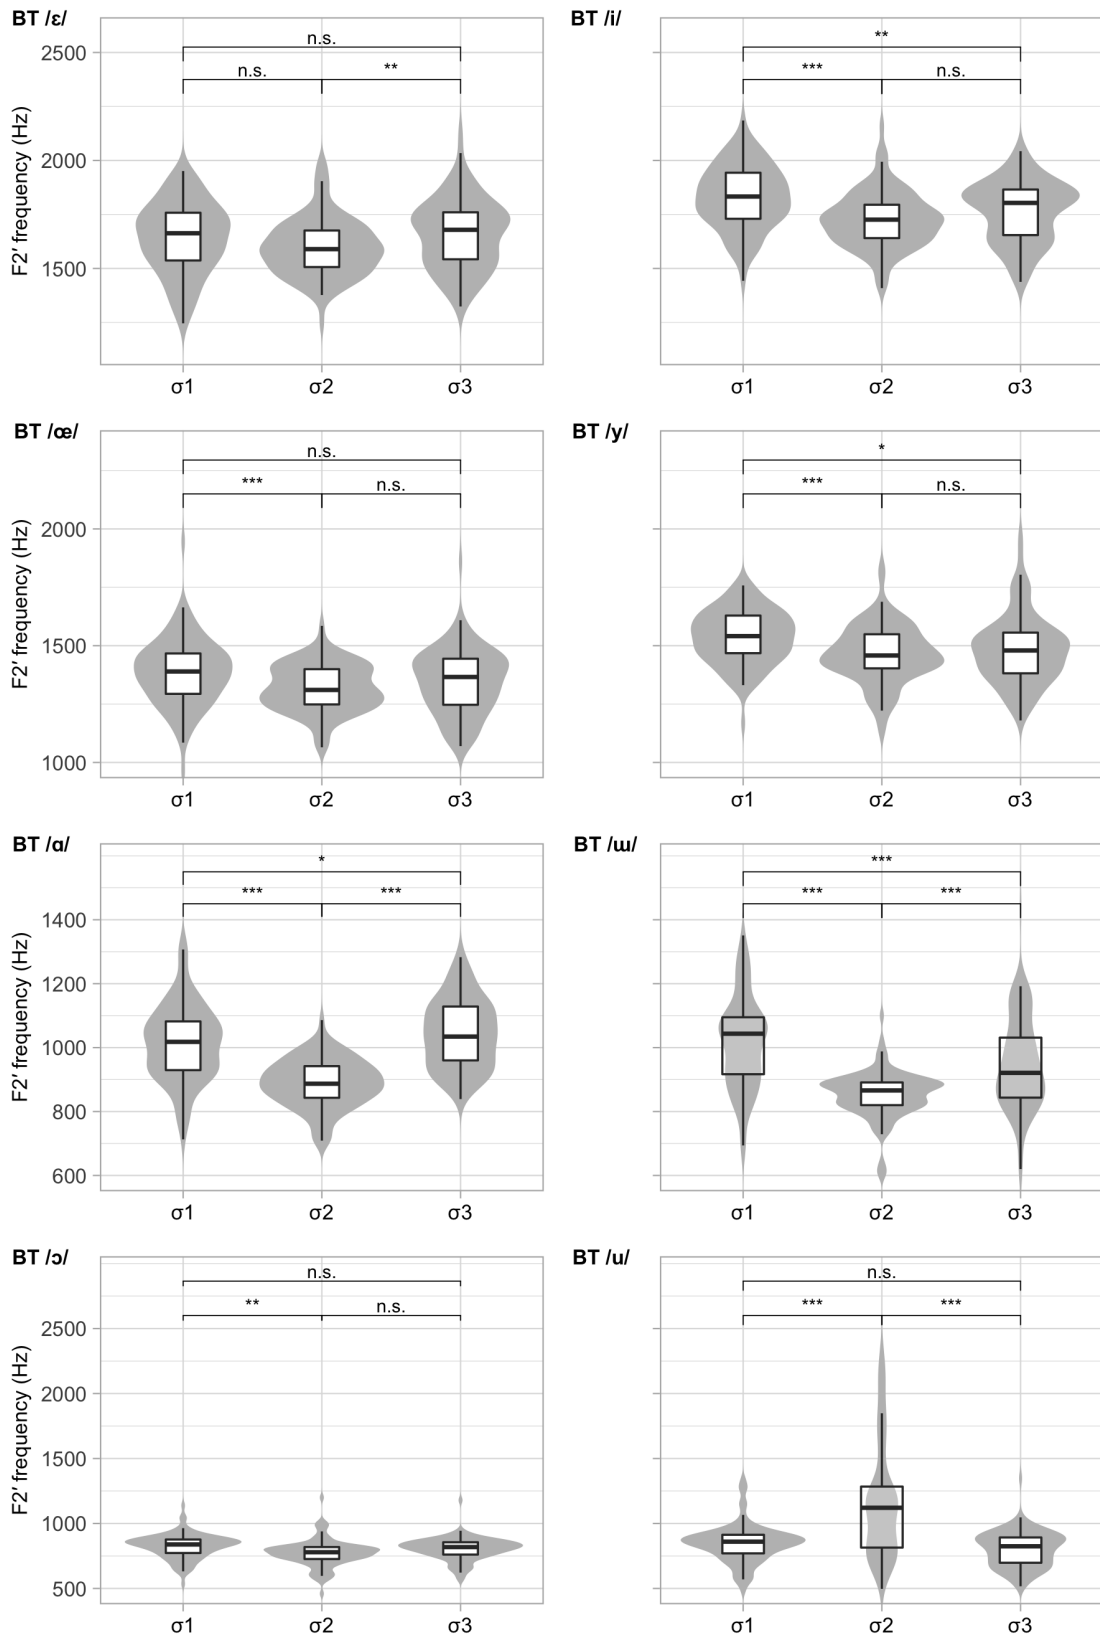 BT /ɛ/
n.s.
n.s.
**
2500
2000
1500
F2′ frequency (Hz)
σ1
σ2
σ3
BT /i/
**
***
n.s.
σ1
σ2
σ3
BT /œ/
n.s.
***
n.s.
2000
1500
1000
F2′ frequency (Hz)
σ1
σ2
σ3
BT /y/
*
***
n.s.
σ1
σ2
σ3
BT /ɑ/
*
***
***
1400
1200
1000
800
600
F2′ frequency (Hz)
σ1
σ2
σ3
BT /ɯ/
***
***
***
σ1
σ2
σ3
BT /ɔ/
n.s.
**
n.s.
2500
2000
1500
1000
500
F2′ frequency (Hz)
σ1
σ2
σ3
BT /u/
n.s.
***
***
σ1
σ2
σ3